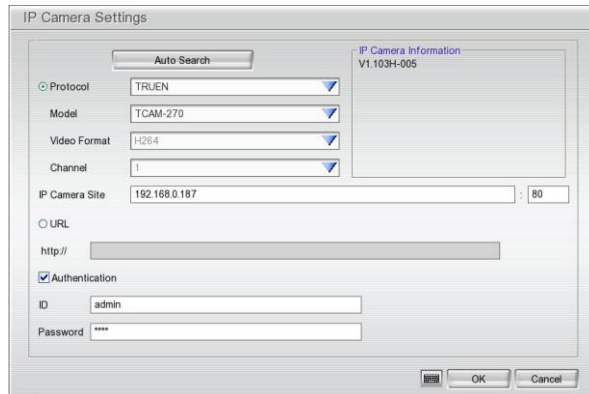 IP Camera Settings
Auto Search
IP Camera Information
V1.103H-005
Protocol TRUEN
Model TCAM-270
Video Format H264
Channel 1
IP Camera Site 192.168.0.187 : 80
URL
http://
Authentication
ID admin
Password ****
OK Cancel